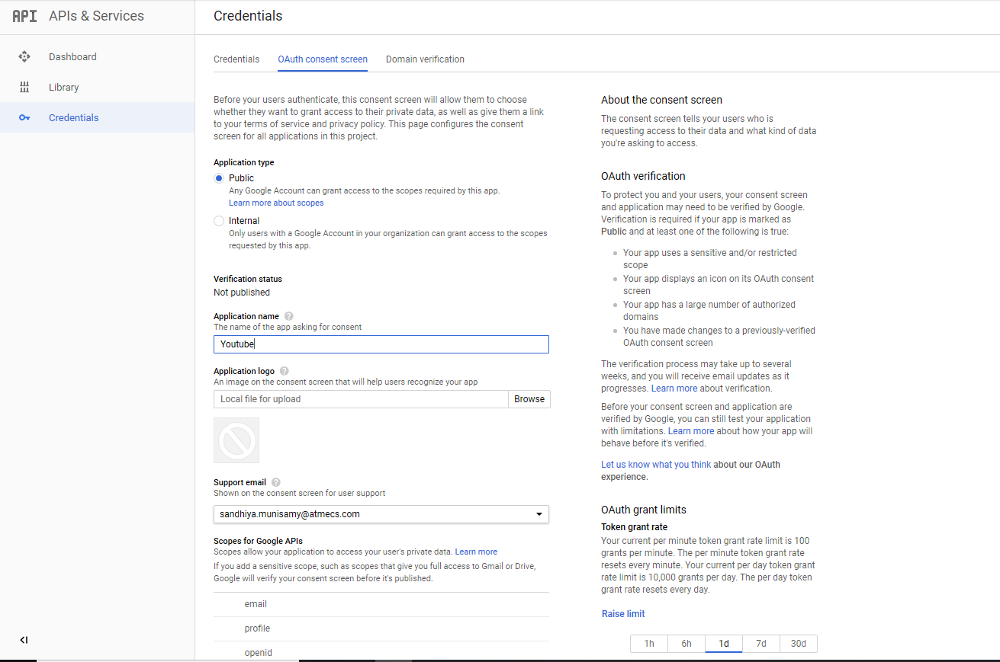 API APIs & Services
Dashboard
Library
Credentials
Credentials
Credentials OAuth consent screen Domain verification
Before your users authenticate, this consent screen will allow them to choose
whether they want to grant access to their private data, as well as give them a link
to your terms of service and privacy policy. This page configures the consent
screen for all applications in this project.
Application type
Public
Any Google Account can grant access to the scopes required by this app.
Learn more about scopes
Internal
Only users with a Google Account in your organization can grant access to the scopes
requested by this app.
Verification status
Not published
Application name ?
The name of the app asking for consent
Youtube
Application logo ?
An image on the consent screen that will help users recognize your app
Local file for upload Browse
Support email ?
Shown on the consent screen for user support
sandhiya.munisamy@atmecs.com
Scopes for Google APIs
Scopes allow your application to access your user's private data. Learn more
If you add a sensitive scope, such as scopes that give you full access to Gmail or Drive,
Google will verify your consent screen before it's published.
email
profile
openid
About the consent screen
The consent screen tells your users who is
requesting access to their data and what kind of data
you're asking to access.
OAuth verification
To protect you and your users, your consent screen
and application may need to be verified by Google.
Verification is required if your app is marked as
Public and at least one of the following is true:
Your app uses a sensitive and/or restricted
scope
Your app displays an icon on its OAuth consent
screen
Your app has a large number of authorized
domains
You have made changes to a previously-verified
OAuth consent screen
The verification process may take up to several
weeks, and you will receive email updates as it
progresses. Learn more about verification.
Before your consent screen and application are
verified by Google, you can still test your application
with limitations. Learn more about how your app will
behave before it's verified.
Let us know what you think about our OAuth
experience.
OAuth grant limits
Token grant rate
Your current per minute token grant rate limit is 100
grants per minute. The per minute token grant rate
resets every minute. Your current per day token grant
rate limit is 10,000 grants per day. The per day token
grant rate resets every day.
Raise limit
1h 6h 1d 7d 30d